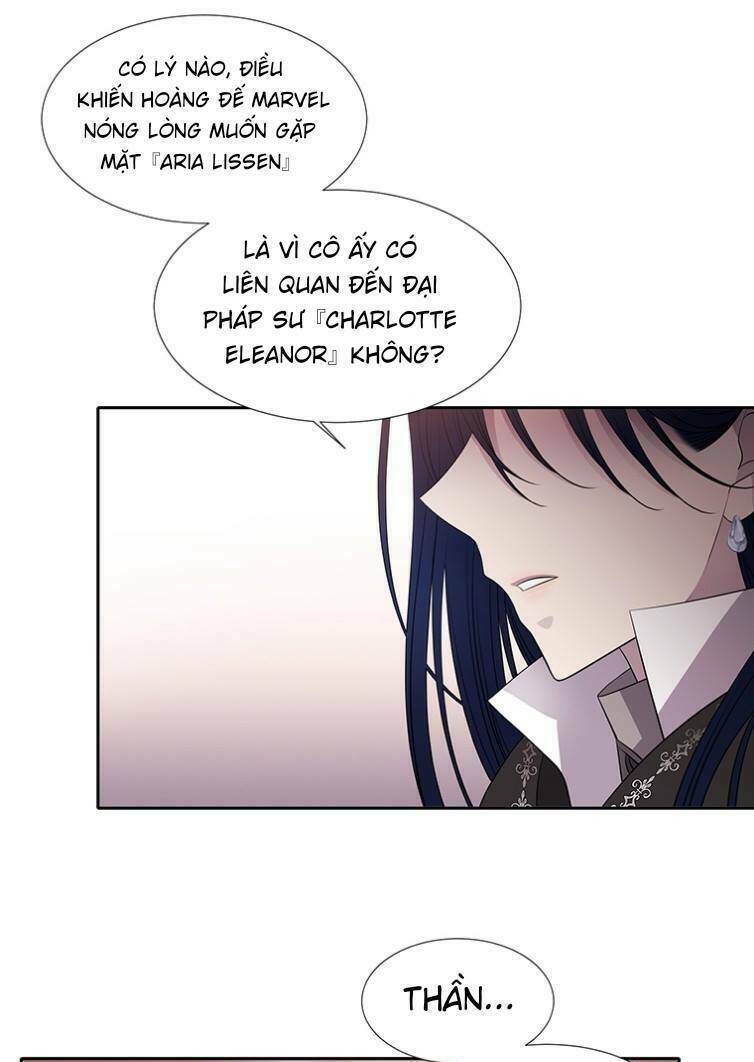 CÓ LÝ NÀO, ĐIỀU
KHIẾN HOÀNG ĐẾ MARVEL
NÓNG LÒNG MUỐN GẶP
MẶT『ARIA LISSEN』
LÀ VÌ CÔ ẤY CÓ
LIÊN QUAN ĐẾN ĐẠI
PHÁP SƯ『CHARLOTTE
ELEANOR』KHÔNG?
THẦN...